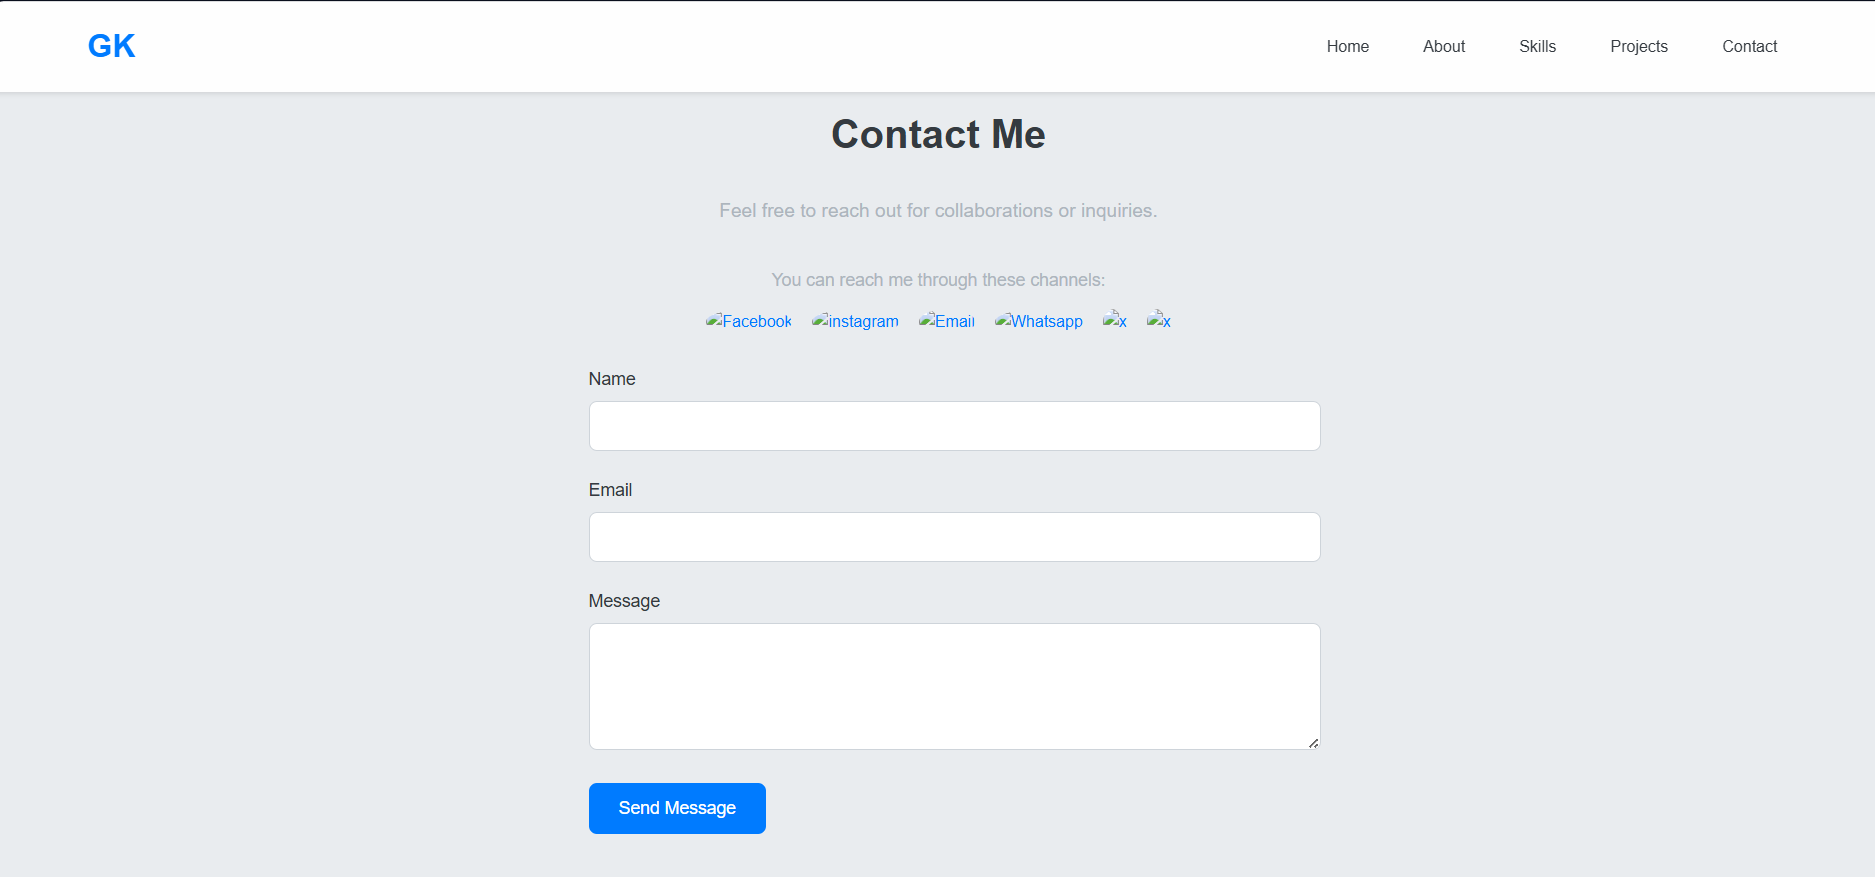 GK
Home About Skills Projects Contact
Contact Me
Feel free to reach out for collaborations or inquiries.
You can reach me through these channels:
Facebook instagram Email Whatsapp x x
Name
Email
Message
Send Message